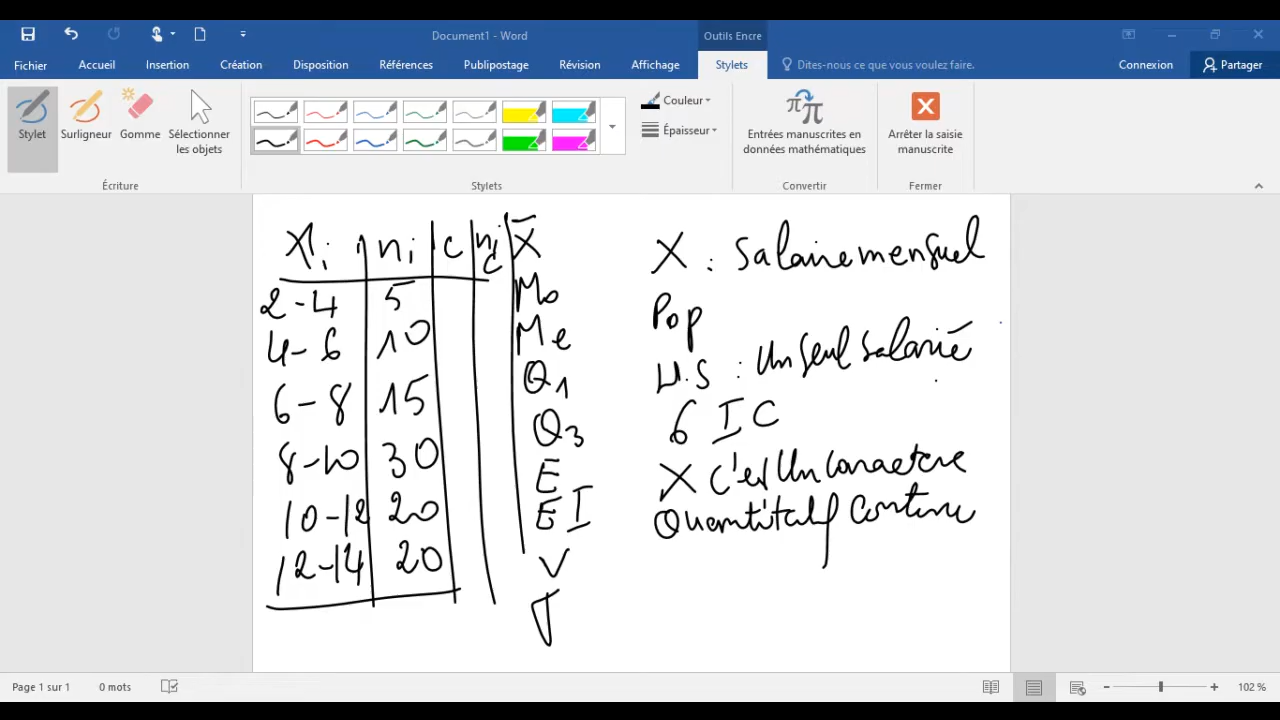 Document1 - Word
Outils Encre
Fichier Accueil Insertion Création Disposition Références Publipostage Révision Affichage Stylets Dites-nous ce que vous voulez faire. Connexion Partager
Stylet
Surligneur
Gomme
Sélectionner les objets
Couleur
Épaisseur
Entrées manuscrites en données mathématiques
Arrêter la saisie manuscrite
Écriture
Stylets
Convertir
Fermer
Xi ni C nic
2-4 5
4-6 10
6-8 15
8-10 30
10-12 20
12-14 20
X̄
Mo
Me
Q1
Q3
E
EI
V
σ
X : Salaire mensuel
Pop
U.S : Un seul salarié
6 IC
X c'est Un caractere
Quantitatif continu
Page 1 sur 1 0 mots
102 %